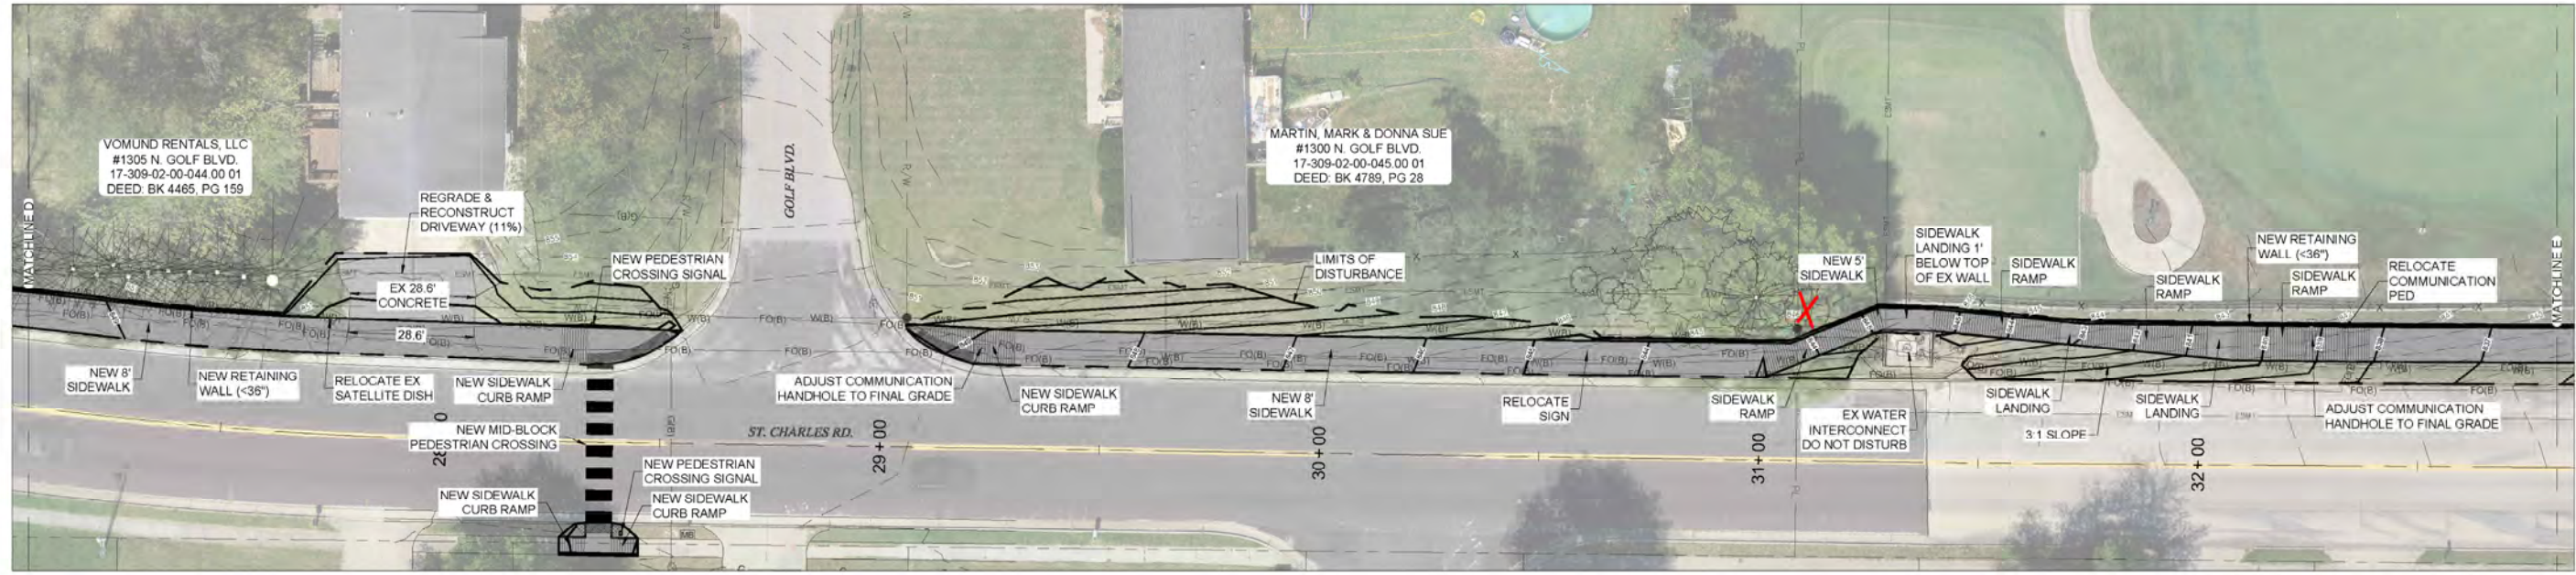 MATCHLINE D
VOMUND RENTALS, LLC
#1305 N. GOLF BLVD.
17-309-02-00-044.00 01
DEED: BK 4465, PG 159
REGRADE &
RECONSTRUCT
DRIVEWAY (11%)
EX 28.6'
CONCRETE
28.6'
NEW PEDESTRIAN
CROSSING SIGNAL
GOLF BLVD.
R/W
R/W
MARTIN, MARK & DONNA SUE
#1300 N. GOLF BLVD.
17-309-02-00-045.00 01
DEED: BK 4789, PG 28
LIMITS OF
DISTURBANCE
NEW 5'
SIDEWALK
SIDEWALK
LANDING 1'
BELOW TOP
OF EX WALL
SIDEWALK
RAMP
SIDEWALK
RAMP
NEW RETAINING
WALL (<36")
SIDEWALK
RAMP
RELOCATE
COMMUNICATION
PED
MATCHLINE E
NEW 8'
SIDEWALK
NEW RETAINING
WALL (<36")
RELOCATE EX
SATELLITE DISH
NEW SIDEWALK
CURB RAMP
ADJUST COMMUNICATION
HANDHOLE TO FINAL GRADE
NEW SIDEWALK
CURB RAMP
NEW 8'
SIDEWALK
RELOCATE
SIGN
SIDEWALK
RAMP
EX WATER
INTERCONNECT
DO NOT DISTURB
SIDEWALK
LANDING
3:1 SLOPE
SIDEWALK
LANDING
ADJUST COMMUNICATION
HANDHOLE TO FINAL GRADE
NEW MID-BLOCK
PEDESTRIAN CROSSING
ST. CHARLES RD.
29+00
30+00
31+00
32+00
NEW PEDESTRIAN
CROSSING SIGNAL
NEW SIDEWALK
CURB RAMP
NEW SIDEWALK
CURB RAMP